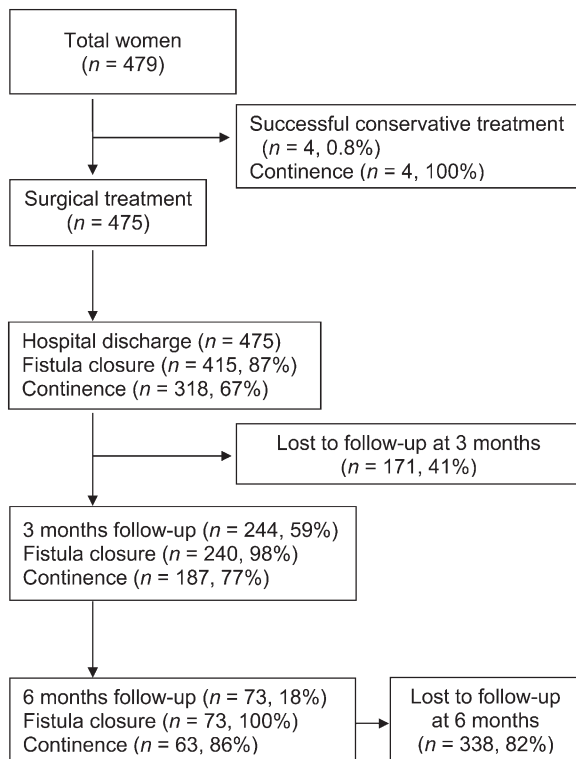 Total women
(n = 479)
Successful conservative treatment
(n = 4, 0.8%)
Continence (n = 4, 100%)
Surgical treatment
(n = 475)
Hospital discharge (n = 475)
Fistula closure (n = 415, 87%)
Continence (n = 318, 67%)
Lost to follow-up at 3 months
(n = 171, 41%)
3 months follow-up (n = 244, 59%)
Fistula closure (n = 240, 98%)
Continence (n = 187, 77%)
6 months follow-up (n = 73, 18%)
Fistula closure (n = 73, 100%)
Continence (n = 63, 86%)
Lost to follow-up
at 6 months
(n = 338, 82%)